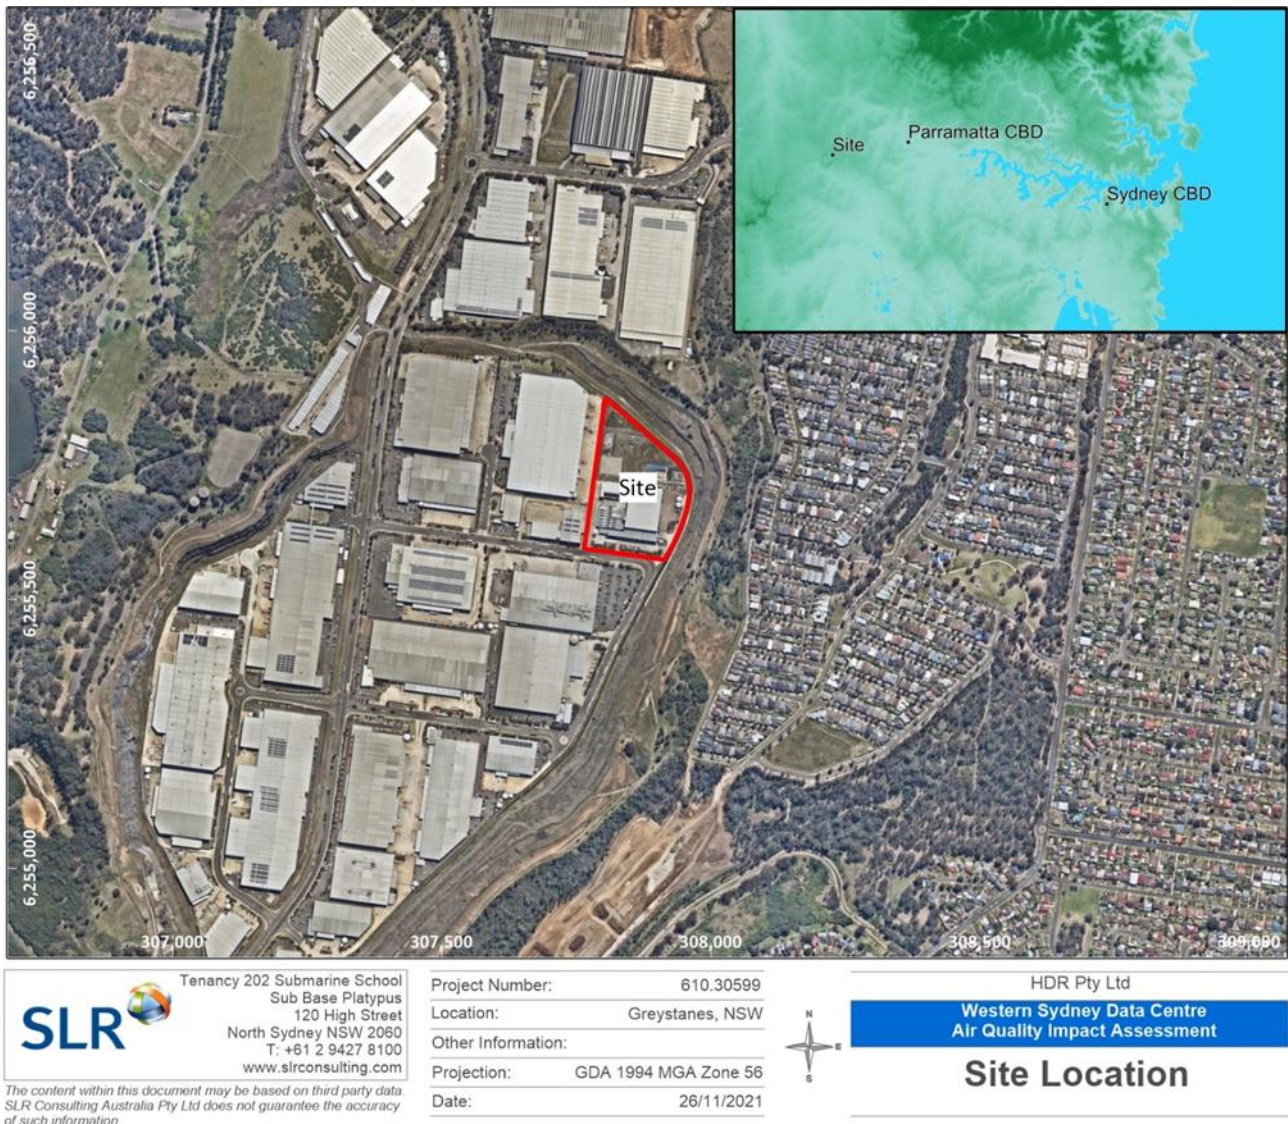 6,256,500
6,256,000
6,255,500
6,255,000
307,000
307,500
308,000
308,500
309,000
Site
Site
Parramatta CBD
Sydney CBD
SLR
Tenancy 202 Submarine School
Sub Base Platypus
120 High Street
North Sydney NSW 2060
T: +61 2 9427 8100
www.slrconsulting.com
The content within this document may be based on third party data.
SLR Consulting Australia Pty Ltd does not guarantee the accuracy
of such information.
Project Number: 610.30599
Location: Greystanes, NSW
Other Information:
Projection: GDA 1994 MGA Zone 56
Date: 26/11/2021
N
E
S
HDR Pty Ltd
Western Sydney Data Centre
Air Quality Impact Assessment
Site Location